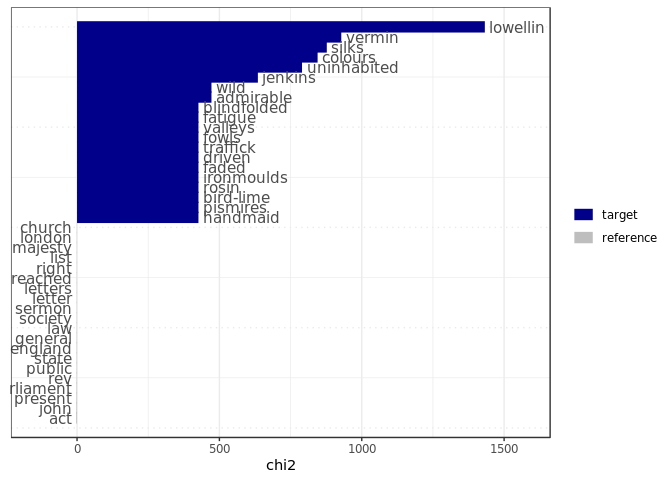 lowellin
vermin
silks
colours
uninhabited
jenkins
wild
admirable
blindfolded
fatigue
valleys
fowls
traffick
driven
faded
ironmoulds
rosin
bird-lime
pismires
handmaid
church
london
majesty
list
right
reached
letters
letter
sermon
society
law
general
england
state
public
rev
rliament
present
john
act
0 500 1000 1500
chi2
target
reference